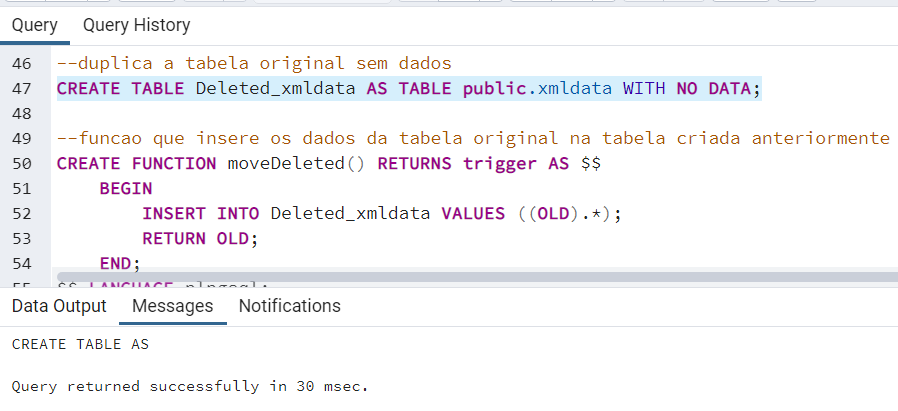 Query Query History
46 --duplica a tabela original sem dados
47 CREATE TABLE Deleted_xmldata AS TABLE public.xmldata WITH NO DATA;
48
49 --funcao que insere os dados da tabela original na tabela criada anteriormente
50 CREATE FUNCTION moveDeleted() RETURNS trigger AS $$
51 BEGIN
52 INSERT INTO Deleted_xmldata VALUES ((OLD).*);
53 RETURN OLD;
54 END;
55 $$ LANGUAGE plpgsql;
Data Output Messages Notifications
CREATE TABLE AS
Query returned successfully in 30 msec.